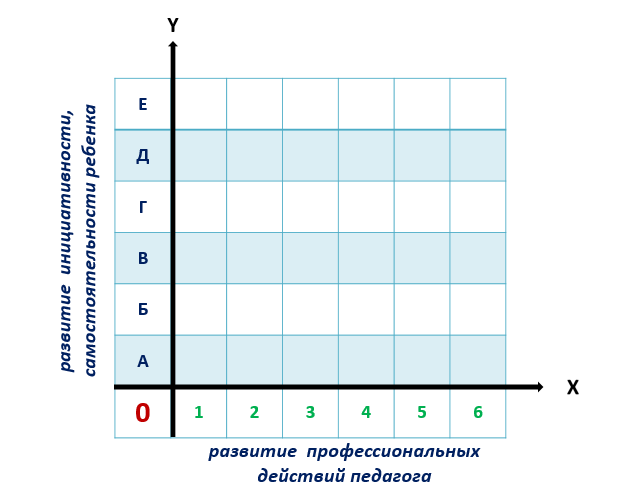 Y
развитие инициативности,
самостоятельности ребенка
Е
Д
Г
В
Б
А
X
0 1 2 3 4 5 6
развитие профессиональных
действий педагога